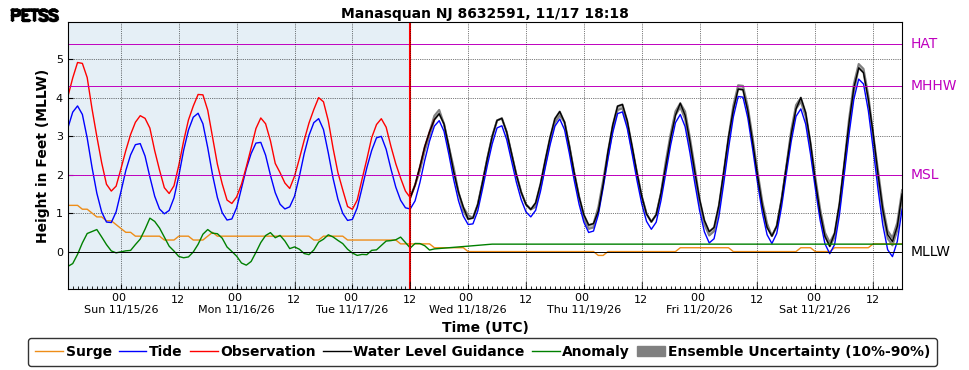 PETSS
Manasquan NJ 8632591, 11/17 18:18
HAT
MHHW
MSL
MLLW
Height in Feet (MLLW)
5
4
3
2
1
0
00 12 00 12 00 12 00 12 00 12 00 12 00 12
Sun 11/15/26 Mon 11/16/26 Tue 11/17/26 Wed 11/18/26 Thu 11/19/26 Fri 11/20/26 Sat 11/21/26
Time (UTC)
Surge Tide Observation Water Level Guidance Anomaly Ensemble Uncertainty (10%-90%)